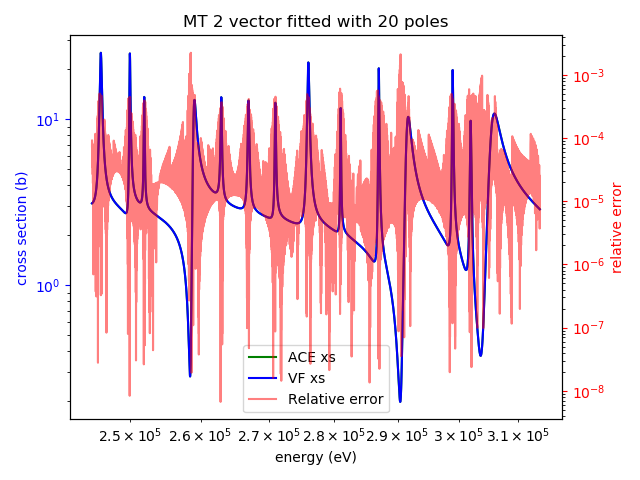 MT 2 vector fitted with 20 poles
cross section (b)
10¹
10⁰
10⁻³
10⁻⁴
10⁻⁵
10⁻⁶
10⁻⁷
10⁻⁸
relative error
ACE xs
VF xs
Relative error
2.5 × 10⁵ 2.6 × 10⁵ 2.7 × 10⁵ 2.8 × 10⁵ 2.9 × 10⁵ 3 × 10⁵ 3.1 × 10⁵
energy (eV)